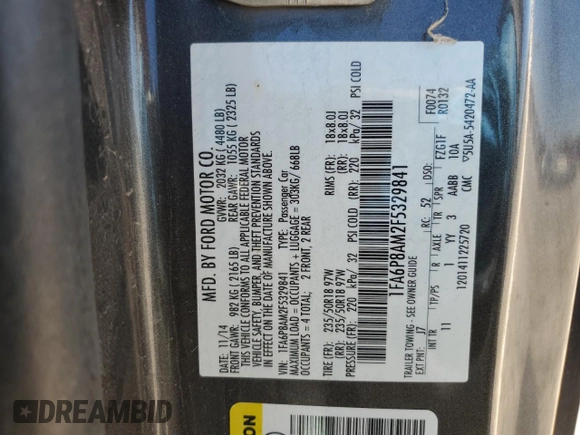 MFD. BY FORD MOTOR CO.
DATE: 11/14 GVWR: 2032 KG ( 4480 LB)
FRONT GAWR: 982 KG ( 2165 LB) REAR GAWR: 1055 KG ( 2325 LB)
THIS VEHICLE CONFORMS TO ALL APPLICABLE FEDERAL MOTOR
VEHICLE SAFETY, BUMPER, AND THEFT PREVENTION STANDARDS
IN EFFECT ON THE DATE OF MANUFACTURE SHOWN ABOVE.
VIN: 1FA6P8AM2F5329841 TYPE: Passenger Car
MAXIMUM LOAD = OCCUPANTS + LUGGAGE = 303KG/ 668LB
OCCUPANTS = 4 (TOTAL): 2 FRONT, 2 REAR
TIRE (FR): 235/50R18 97W RIMS (FR): 18x8.0J
(RR): 235/50R18 97W (RR): 18x8.0J
PRESSURE (FR): 220 kPa/ 32 PSI COLD (RR): 220 kPa/ 32 PSI COLD
1FA6P8AM2F5329841
TRAILER TOWING - SEE OWNER GUIDE
F0074
R0132
EXT PNT: J7 RC: 52 DSO:
INT TR TP/PS R AXLE TR SPR FZG1F
11 1 YY 3 AABB 10A
1201411225720 CMC ▽5U5A-5420472-AA
ON
DREAMBID